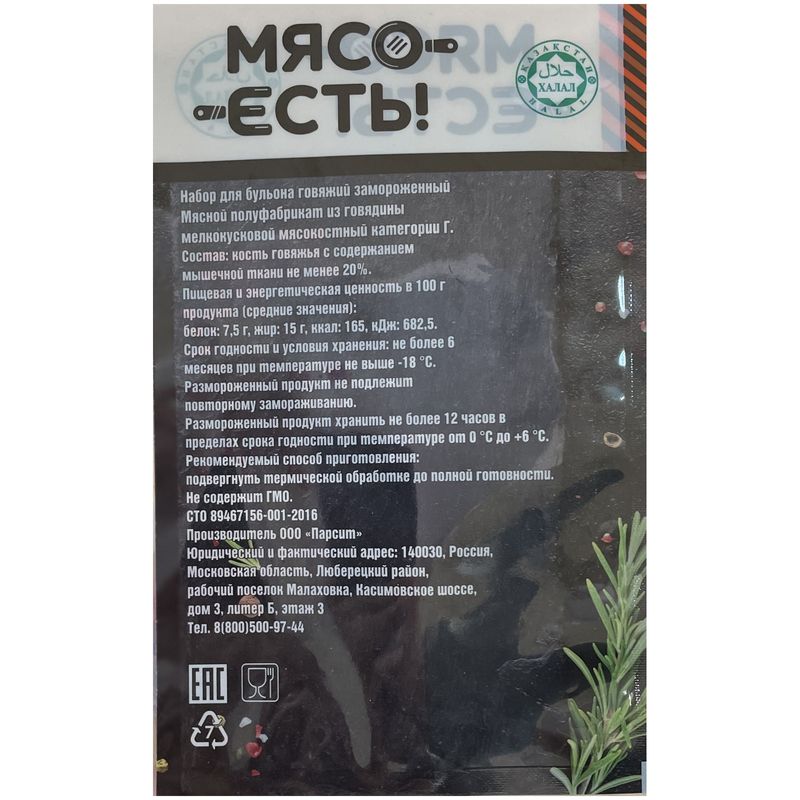 МЯСО
ЕСТЬ!
КАЗАКСТАН
حلال
ХАЛАЛ
HALAL
Набор для бульона говяжий замороженный
Мясной полуфабрикат из говядины
мелкокусковой мясокостный категории Г.
Состав: кость говяжья с содержанием
мышечной ткани не менее 20%.
Пищевая и энергетическая ценность в 100 г
продукта (средние значения):
белок: 7,5 г, жир: 15 г, ккал: 165, кДж: 682,5.
Срок годности и условия хранения: не более 6
месяцев при температуре не выше -18 °С.
Размороженный продукт не подлежит
повторному замораживанию.
Размороженный продукт хранить не более 12 часов в
пределах срока годности при температуре от 0 °С до +6 °С.
Рекомендуемый способ приготовления:
подвергнуть термической обработке до полной готовности.
Не содержит ГМО.
СТО 89467156-001-2016
Производитель ООО «Парсит»
Юридический и фактический адрес: 140030, Россия,
Московская область, Люберецкий район,
рабочий поселок Малаховка, Касимовское шоссе,
дом 3, литер Б, этаж 3
Тел. 8(800)500-97-44
EAC
7